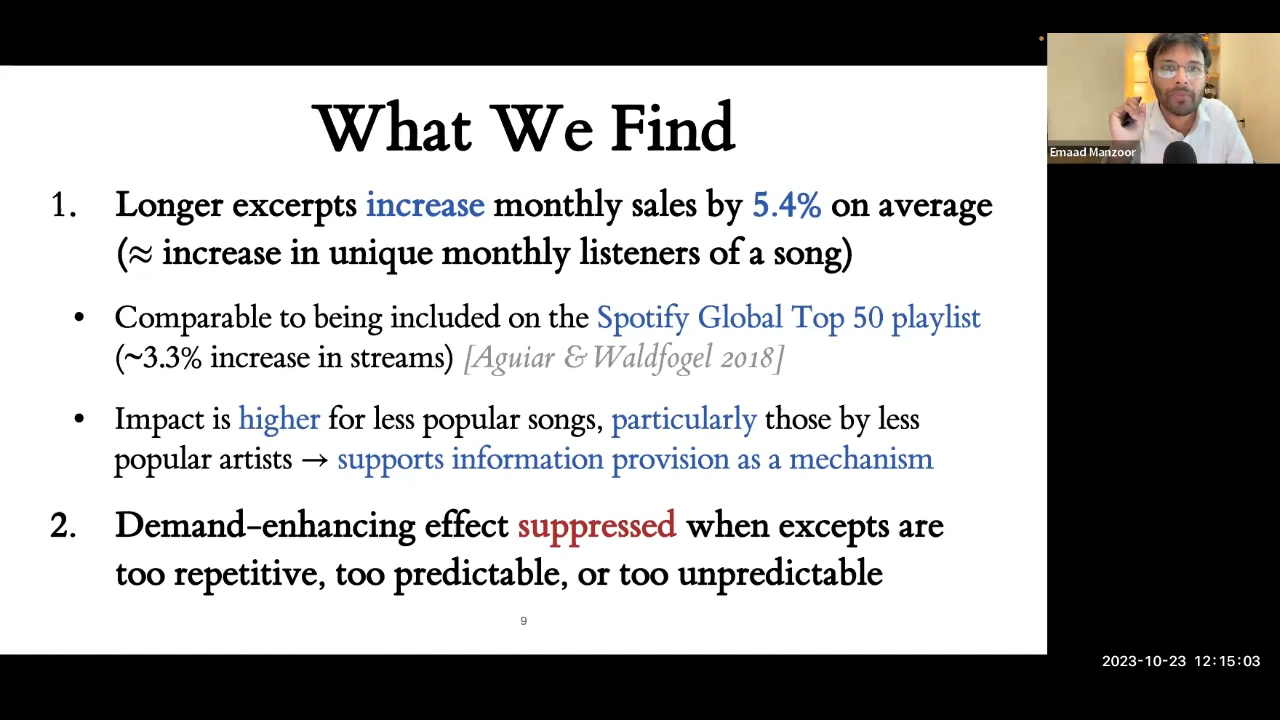 What We Find
1. Longer excerpts increase monthly sales by 5.4% on average
(≈ increase in unique monthly listeners of a song)
• Comparable to being included on the Spotify Global Top 50 playlist
(~3.3% increase in streams) [Aguiar & Waldfogel 2018]
• Impact is higher for less popular songs, particularly those by less
popular artists → supports information provision as a mechanism
2. Demand-enhancing effect suppressed when excepts are
too repetitive, too predictable, or too unpredictable
9
Emaad Manzoor
2023-10-23 12:15:03